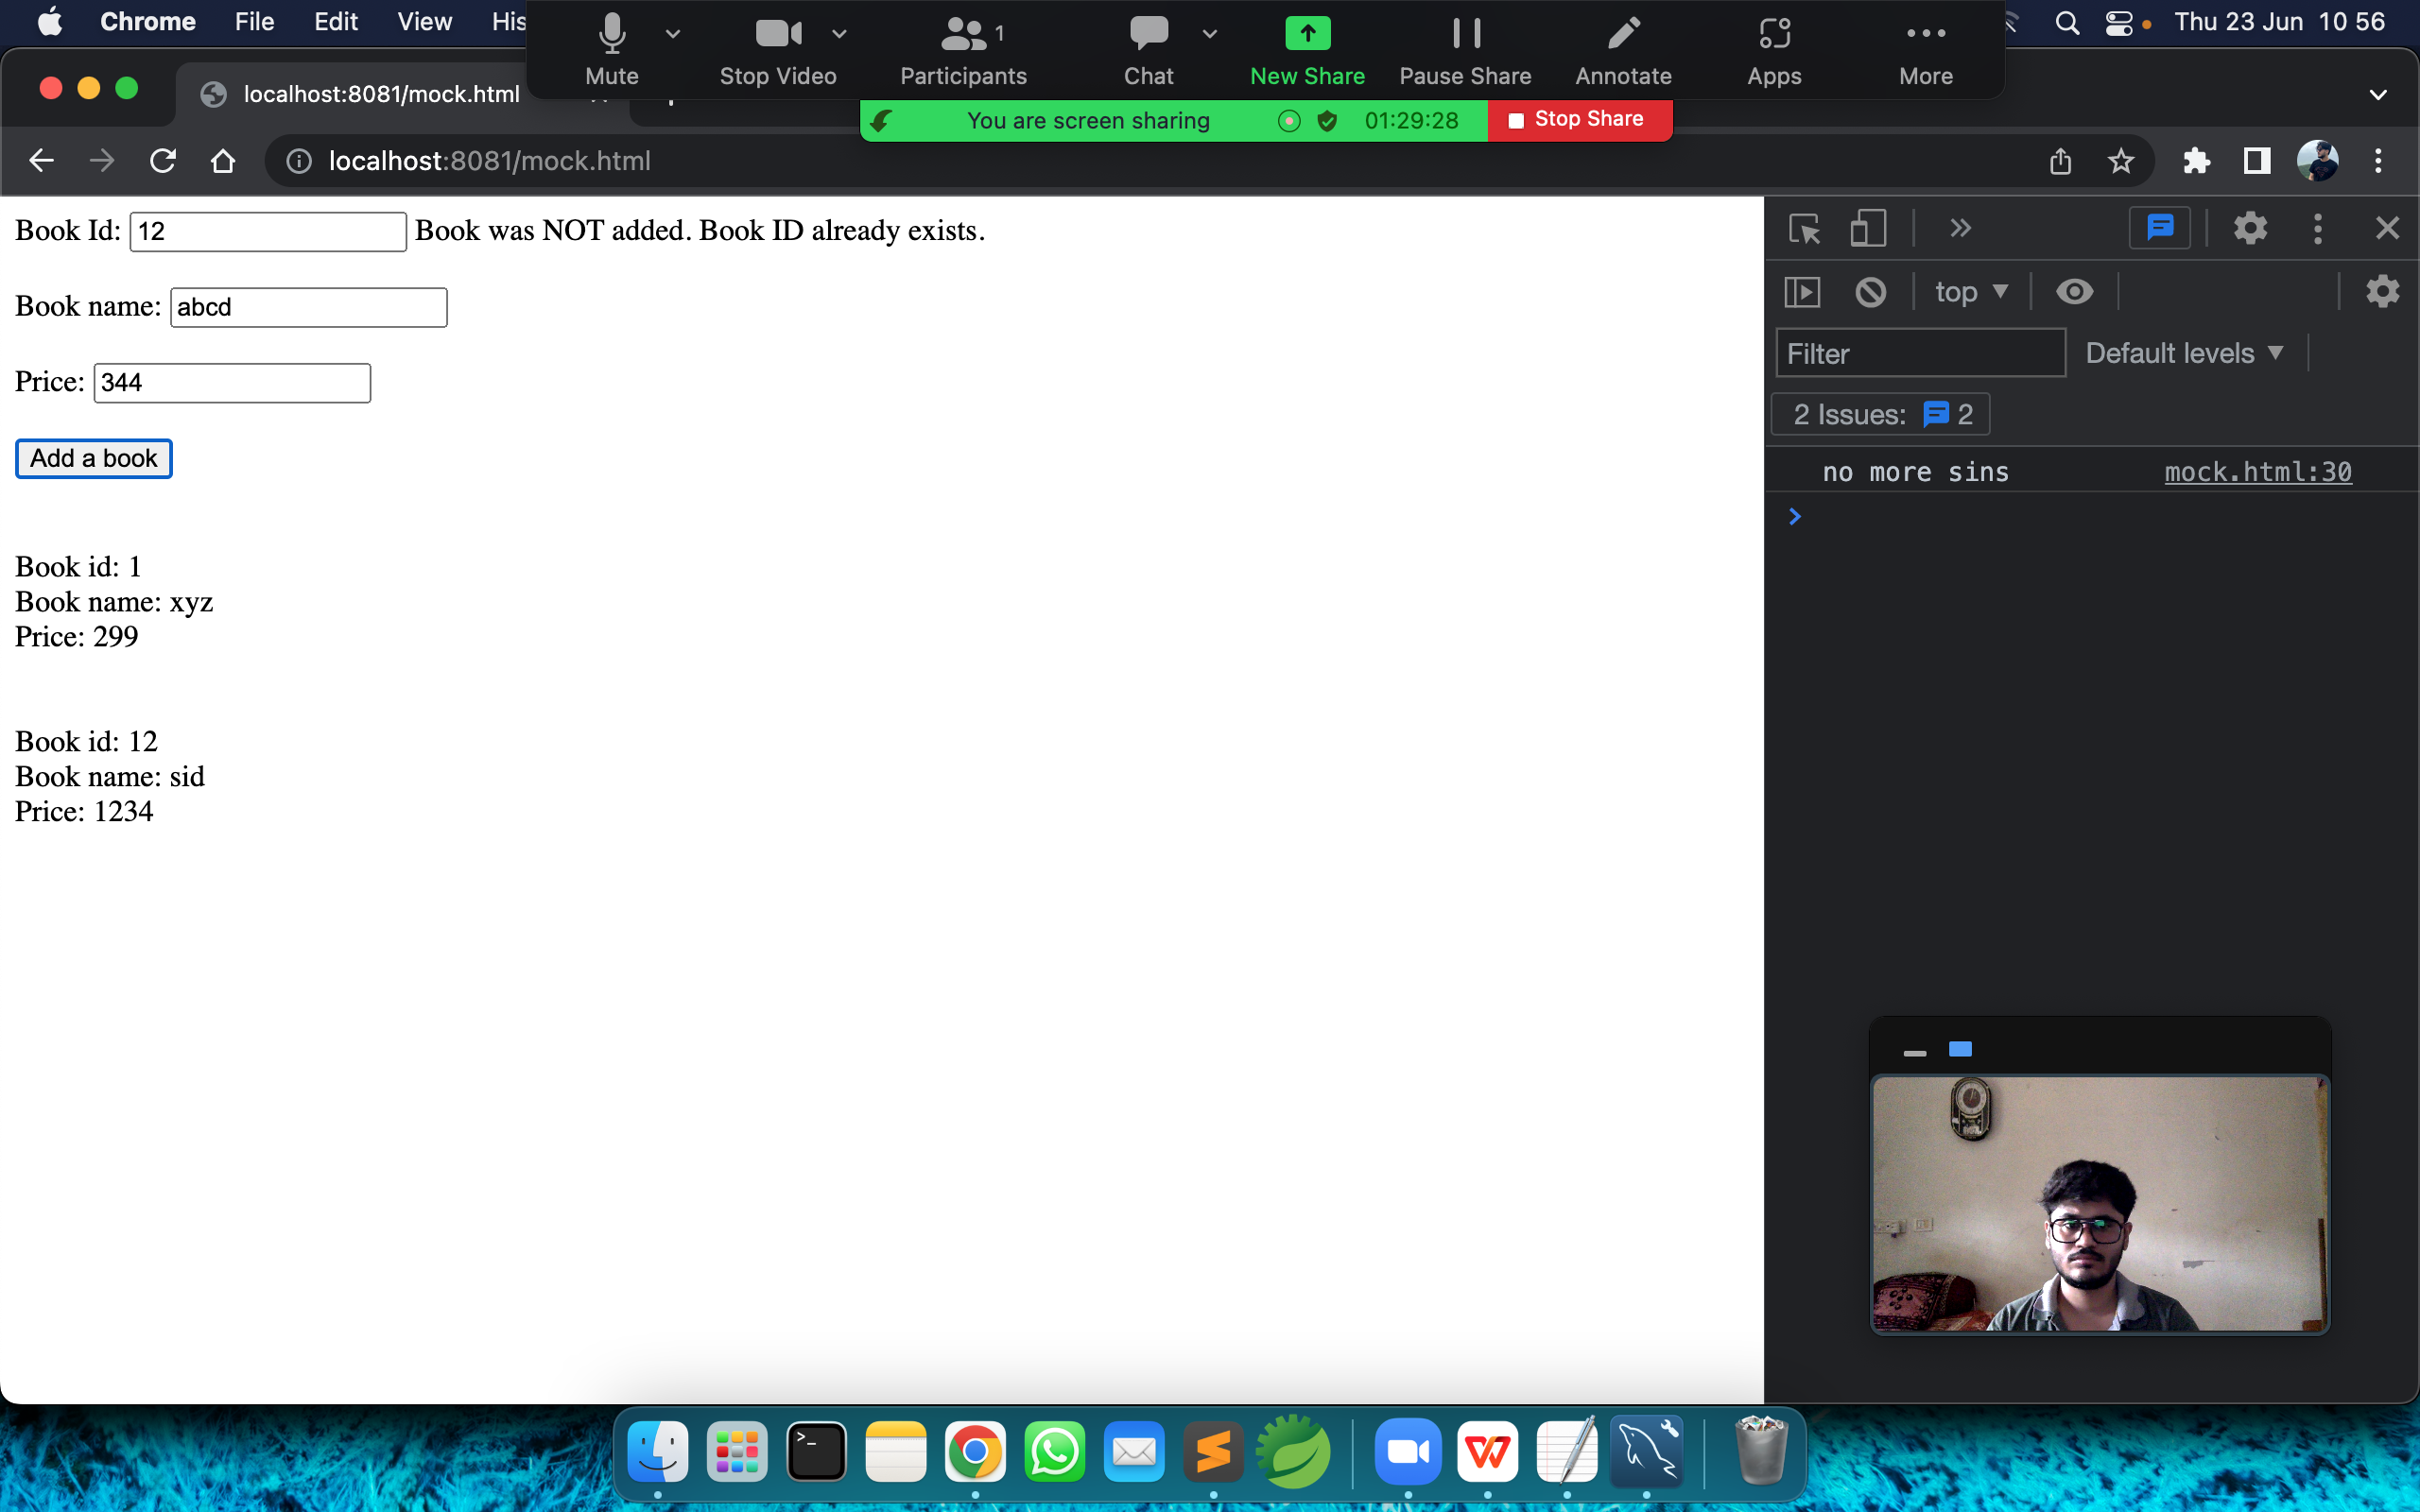 Chrome File Edit View His
Thu 23 Jun 10 56
Mute Stop Video Participants 1 Chat New Share Pause Share Annotate Apps More
You are screen sharing 01:29:28 Stop Share
localhost:8081/mock.html
localhost:8081/mock.html
Book Id: 12 Book was NOT added. Book ID already exists.
Book name: abcd
Price: 344
Add a book
Book id: 1
Book name: xyz
Price: 299
Book id: 12
Book name: sid
Price: 1234
top
Filter Default levels
2 Issues: 2
no more sins mock.html:30